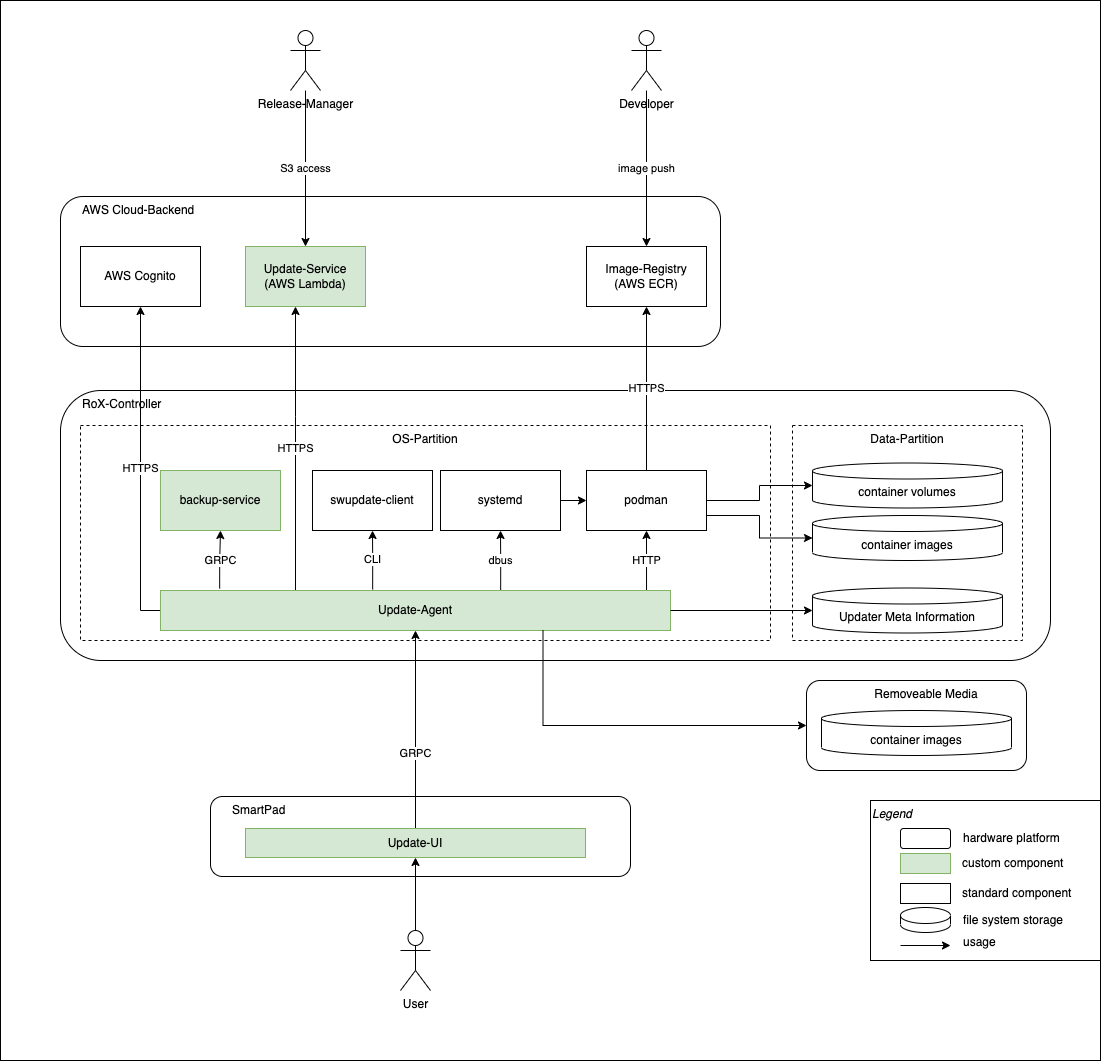 Release-Manager
Developer
S3 access
image push
AWS Cloud-Backend
AWS Cognito
Update-Service
(AWS Lambda)
Image-Registry
(AWS ECR)
HTTPS
RoX-Controller
OS-Partition
Data-Partition
HTTPS
HTTPS
backup-service
swupdate-client
systemd
podman
container volumes
container images
GRPC
CLI
dbus
HTTP
Update-Agent
Updater Meta Information
Removeable Media
container images
GRPC
SmartPad
Update-UI
User
Legend
hardware platform
custom component
standard component
file system storage
usage